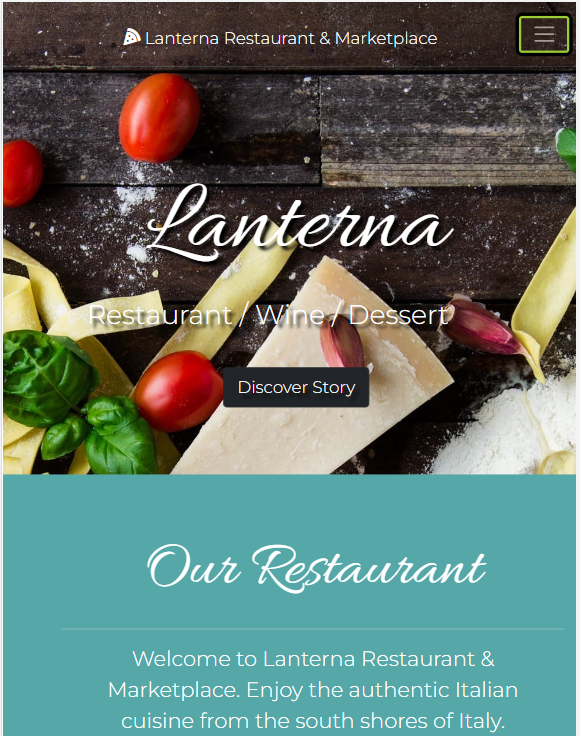 Lanterna Restaurant & Marketplace
Lanterna
Restaurant / Wine / Dessert
Discover Story
Our Restaurant
Welcome to Lanterna Restaurant &
Marketplace. Enjoy the authentic Italian
cuisine from the south shores of Italy.